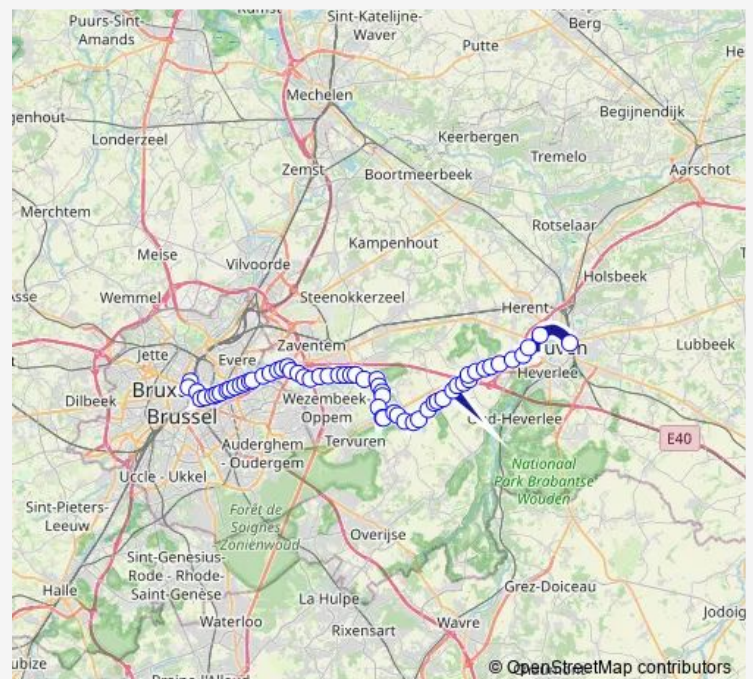 Puurs-Sint-
Amands
Sint-Katelijne-
Waver
Berg
Putte
Mechelen
Begijnendijk
Londerzeel
Keerbergen
Tremelo
Aarschot
Zemst
Boortmeerbeek
Merchtem
Rotselaar
Kampenhout
Meise
Vilvoorde
Holsbeek
Wemmel
Steenokkerzeel
Herent
Zaventem
Lubbeek
Jette
Evere
Heverlee
Dilbeek
Brussel
Wezembeek-
Oppem
Oud-Heverlee
Auderghem
- Oudergem
Tervuren
E40
Uccle - Ukkel
Nationaal
Park Brabantse
Wouden
Sint-Pieters-
Leeuw
Forêt de
Soignes
- Zoniënwoud
Overijse
Sint-Genesius-
Rode - Rhode-
Saint-Genèse
Halle
La Hulpe
Grez-Doiceau
Waterloo
Rixensart
Wavre
© OpenStreetMap contributors